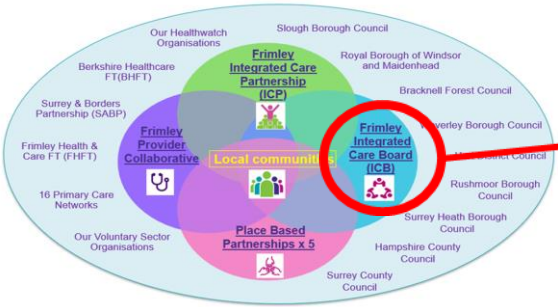 Our Healthwatch
Organisations
Slough Borough Council
Frimley
Integrated Care
Partnership
(ICP)
Royal Borough of Windsor
and Maidenhead
Berkshire Healthcare
FT(BHFT)
Bracknell Forest Council
Surrey & Borders
Partnership (SABP)
Frimley
Provider
Collaborative
Frimley
Integrated
Care Board
(ICB)
Borough Council
Frimley Health &
Care FT (FHFT)
Local communities
Council
Rushmoor Borough
Council
16 Primary Care
Networks
Surrey Heath Borough
Council
Our Voluntary Sector
Organisations
Place Based
Partnerships x 5
Hampshire County
Council
Surrey County
Council